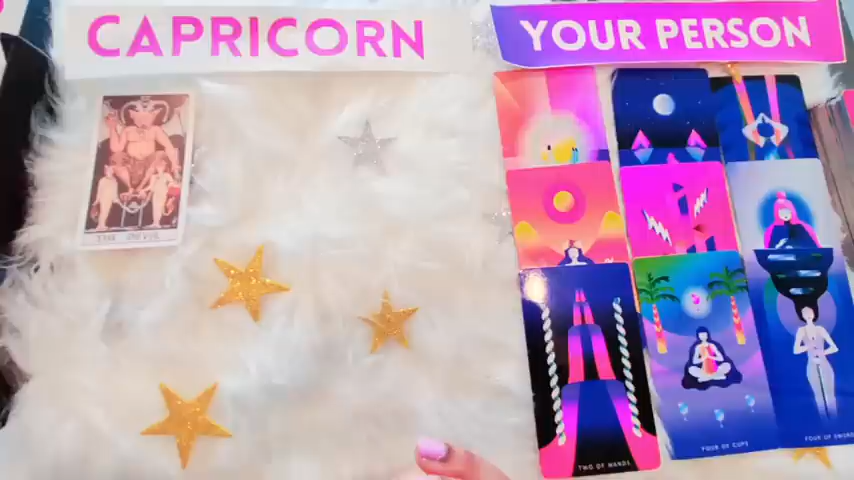 CAPRICORN
YOUR PERSON
THE DEVIL
TWO OF WANDS
FOUR OF CUPS
FOUR OF SWORDS